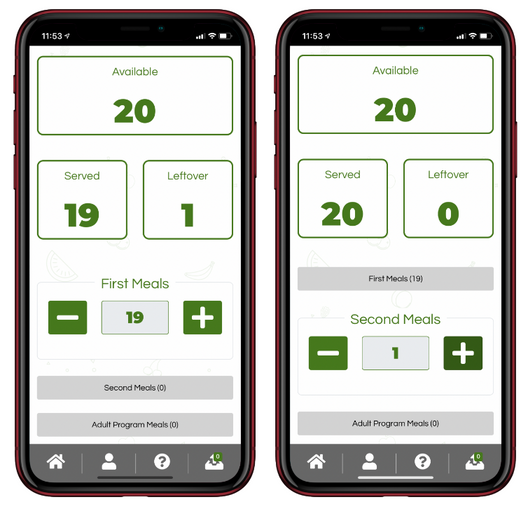 11:53
Available
20
Served
19
Leftover
1
First Meals
19
Second Meals (0)
Adult Program Meals (0)
0
11:53
Available
20
Served
20
Leftover
0
First Meals (19)
Second Meals
1
Adult Program Meals (0)
0